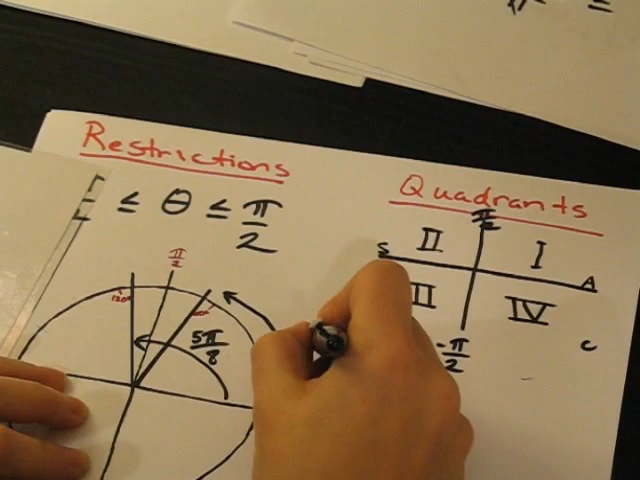 Restrictions
≤ θ ≤ π/2
π/2
5π/8
Quadrants
π/2
S II I A
II IV
-π/2
C